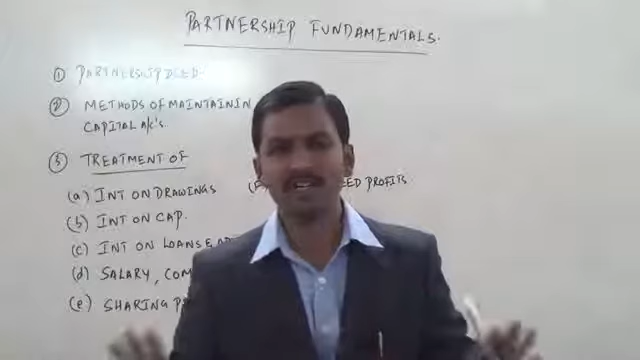 PARTNERSHIP FUNDAMENTALS.
① PARTNERSHIP DEED.
② METHODS OF MAINTAININ
CAPITAL A/C'S.
③ TREATMENT OF
(a) INT ON DRAWINGS
PROFITS
(b) INT ON CAP.
(c) INT ON LOANS &
(d) SALARY,
(e) SHARING